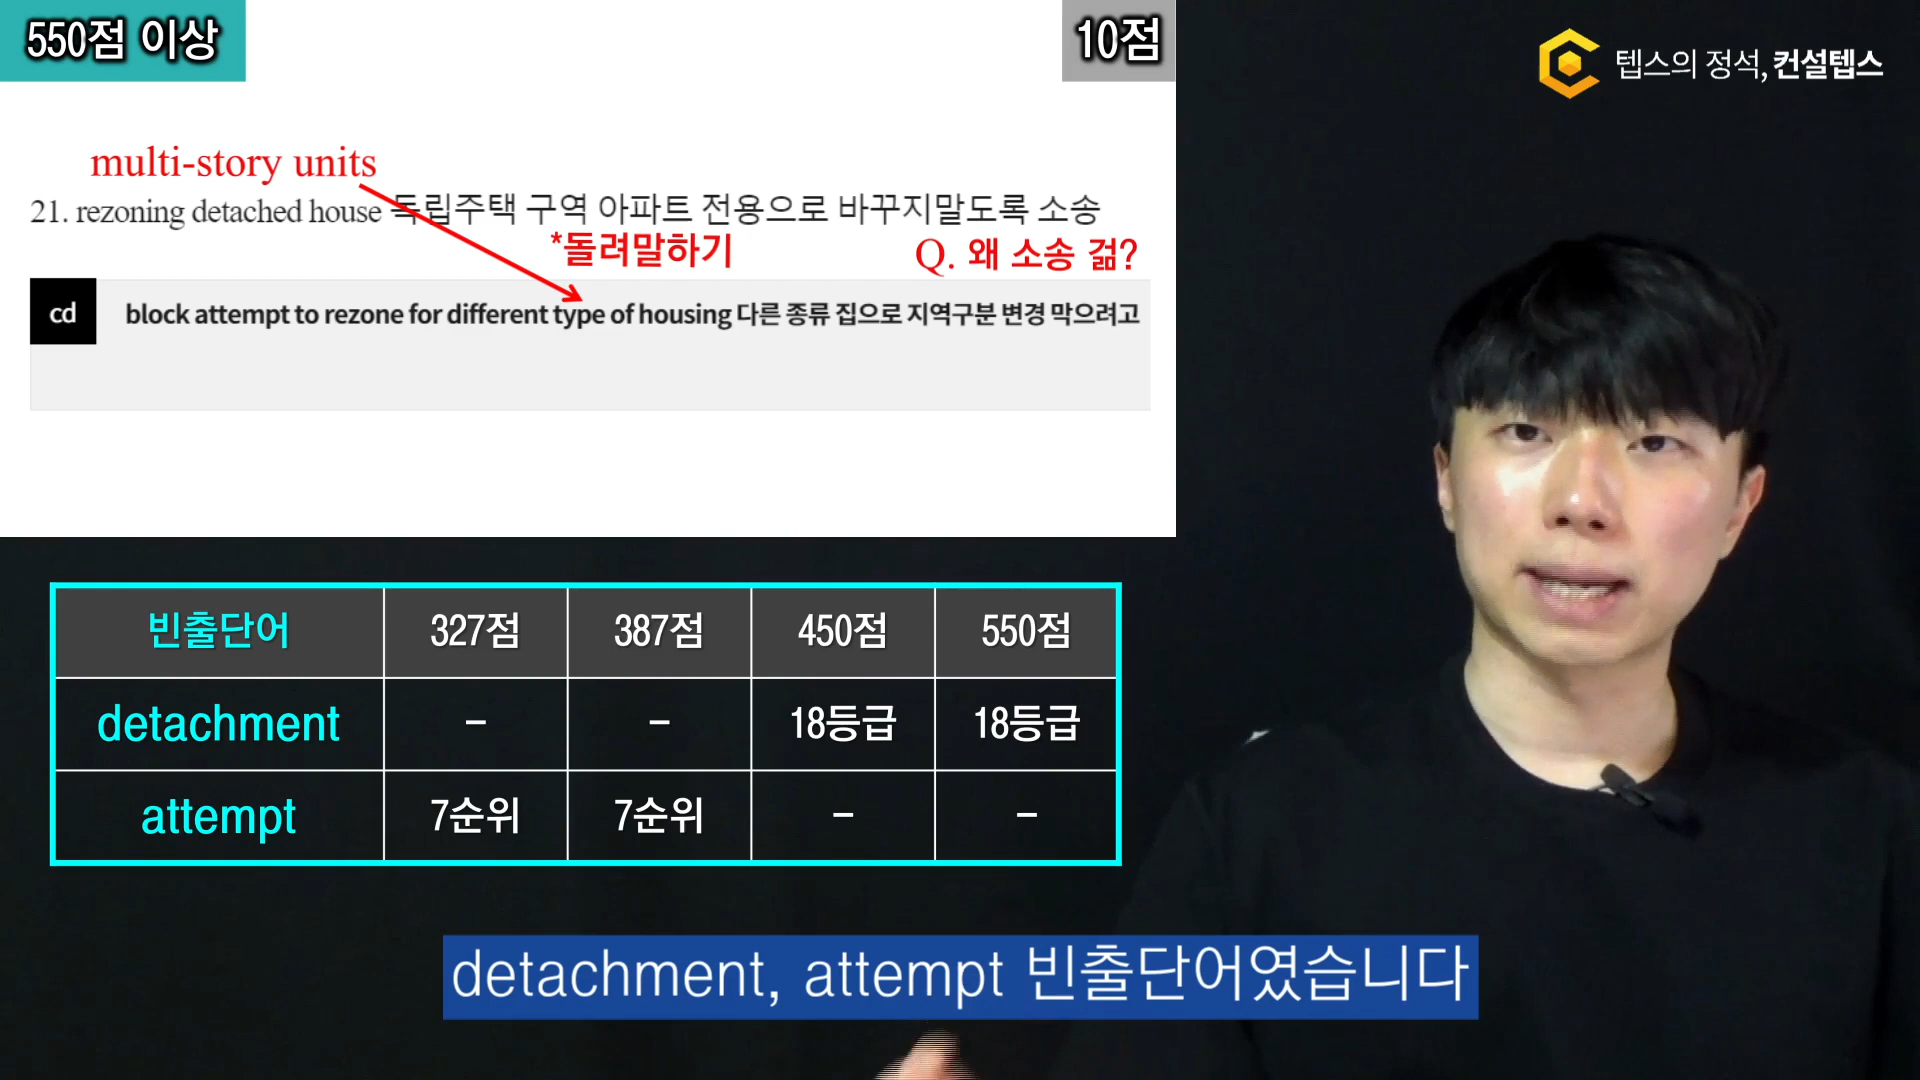 550점 이상
10점
텝스의 정석, 컨설텝스
multi-story units
21. rezoning detached house 독립주택 구역 아파트 전용으로 바꾸지말도록 소송
*돌려말하기
Q. 왜 소송 걺?
cd
block attempt to rezone for different type of housing 다른 종류 집으로 지역구분 변경 막으려고
빈출단어 327점 387점 450점 550점
detachment - - 18등급 18등급
attempt 7순위 7순위 - -
detachment, attempt 빈출단어였습니다